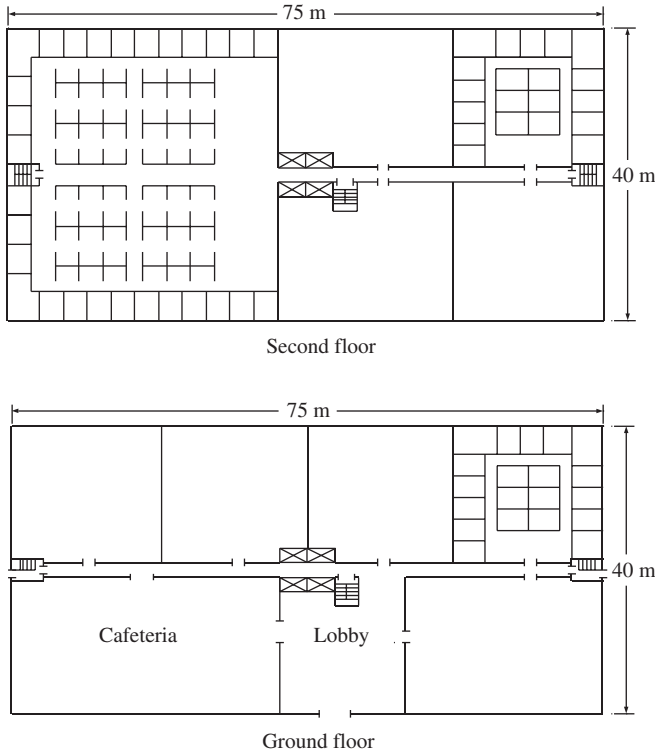 75 m
40 m
Second floor
75 m
40 m
Cafeteria
Lobby
Ground floor